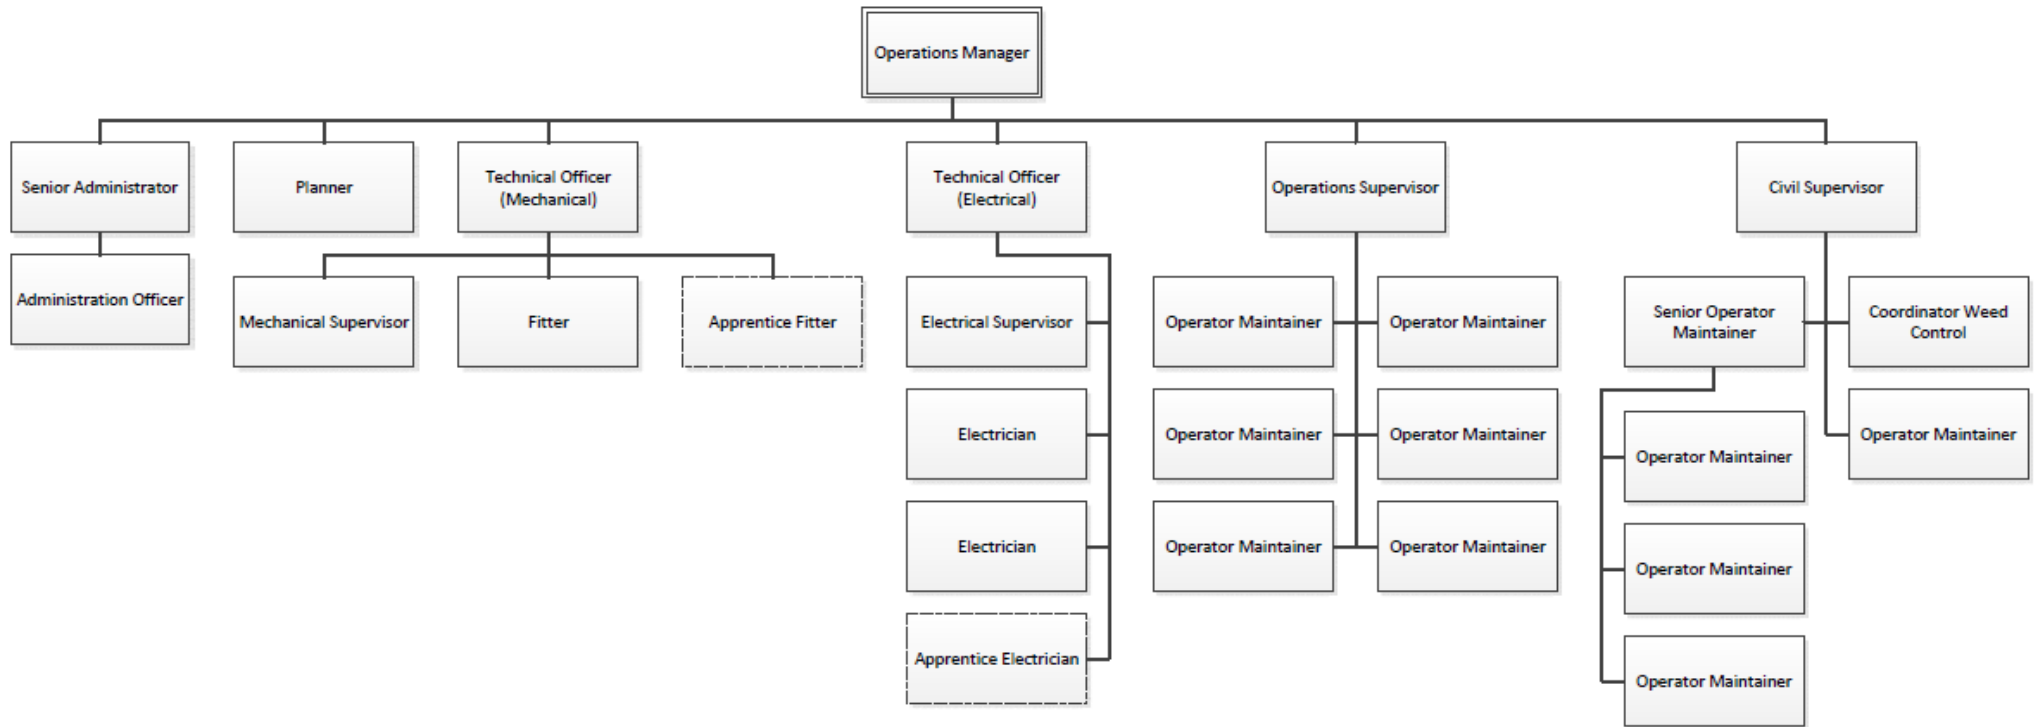 Operations Manager
Senior Administrator
Planner
Technical Officer
(Mechanical)
Technical Officer
(Electrical)
Operations Supervisor
Civil Supervisor
Administration Officer
Mechanical Supervisor
Fitter
Apprentice Fitter
Electrical Supervisor
Electrician
Electrician
Apprentice Electrician
Operator Maintainer
Operator Maintainer
Operator Maintainer
Operator Maintainer
Operator Maintainer
Operator Maintainer
Senior Operator
Maintainer
Coordinator Weed
Control
Operator Maintainer
Operator Maintainer
Operator Maintainer
Operator Maintainer